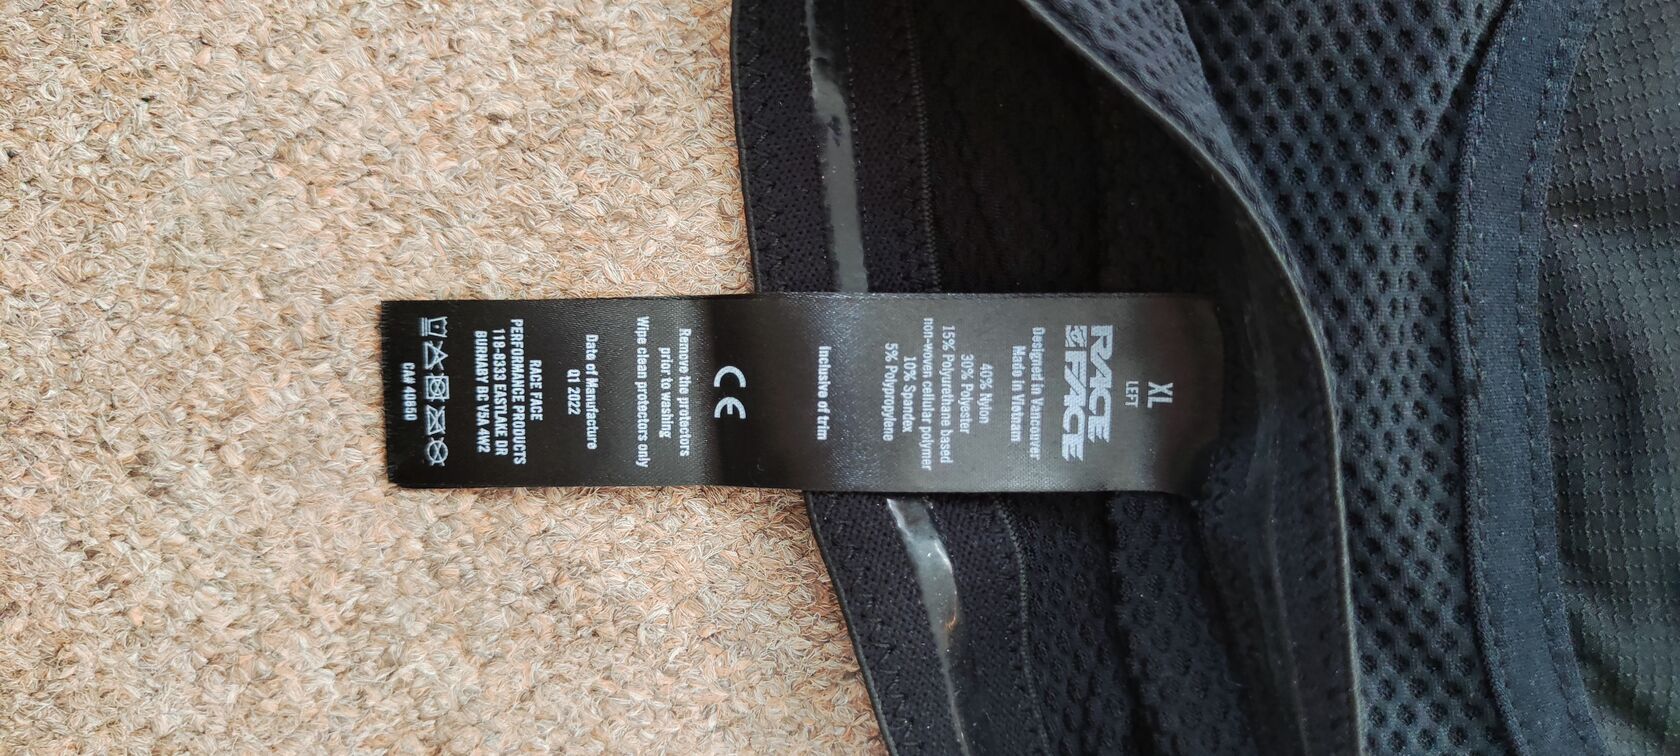 XL
LEFT
RACE
FACE
Designed in Vancouver
Made in Vietnam
40% Nylon
30% Polyester
15% Polyurethane based
non-woven cellular polymer
10% Spandex
5% Polypropylene
Inclusive of trim
CE
Remove the protectors
prior to washing
Wipe clean protectors only
Date of Manufacture
Q1 2022
RACE FACE
PERFORMANCE PRODUCTS
118-8333 EASTLAKE DR
BURNABY BC V5A 4W2
CA# 40850